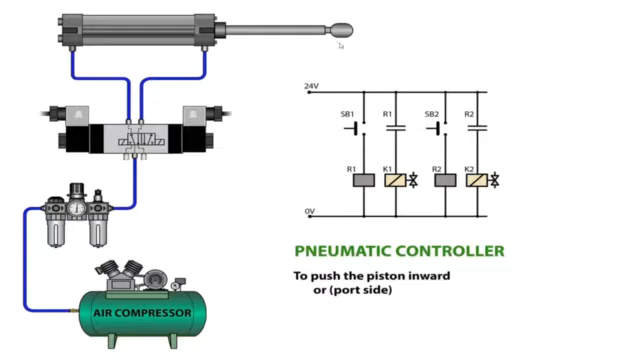 24V
SB1 R1 SB2 R2
R1 K1 R2 K2
0V
PNEUMATIC CONTROLLER
To push the piston inward
or (port side)
AIR COMPRESSOR